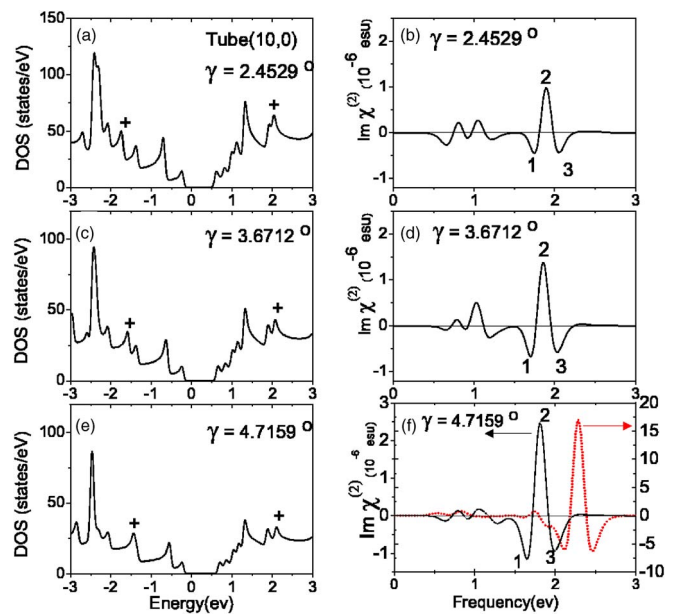 (a) Tube(10,0)
γ = 2.4529 °
+ +
DOS (states/eV)
150
100
50
0
-3 -2 -1 0 1 2 3
(b) γ = 2.4529 °
Im χ(2) (10-6 esu)
2
1
0
-1
1 2 3
0 1 2 3
(c) γ = 3.6712 °
+ +
DOS (states/eV)
100
50
0
-3 -2 -1 0 1 2 3
(d) γ = 3.6712 °
Im χ(2) (10-6 esu)
2
1
0
-1
1 2 3
0 1 2 3
(e) γ = 4.7159 °
+ +
DOS (states/eV)
100
50
0
-3 -2 -1 0 1 2 3
Energy(ev)
(f) γ = 4.7159 °
Im χ(2) (10-6 esu)
3
2
1
0
-1
1 2 3
20
15
10
5
0
-5
-10
0 1 2 3
Frequency(ev)